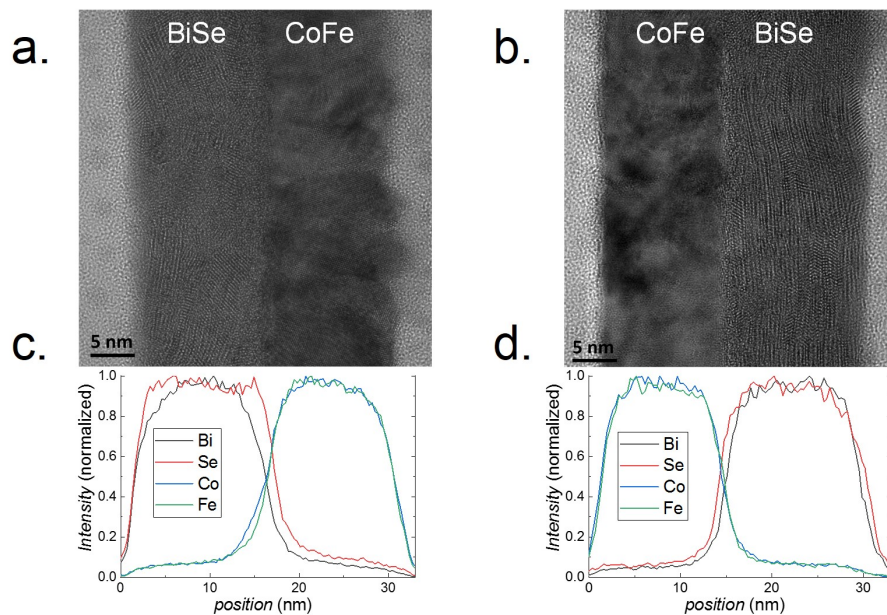 a.
BiSe CoFe
5 nm
b.
CoFe BiSe
5 nm
c.
Intensity (normalized)
1.0
0.8
0.6
0.4
0.2
0.0
Bi
Se
Co
Fe
0 10 20 30
position (nm)
d.
Intensity (normalized)
1.0
0.8
0.6
0.4
0.2
0.0
Bi
Se
Co
Fe
0 10 20 30
position (nm)